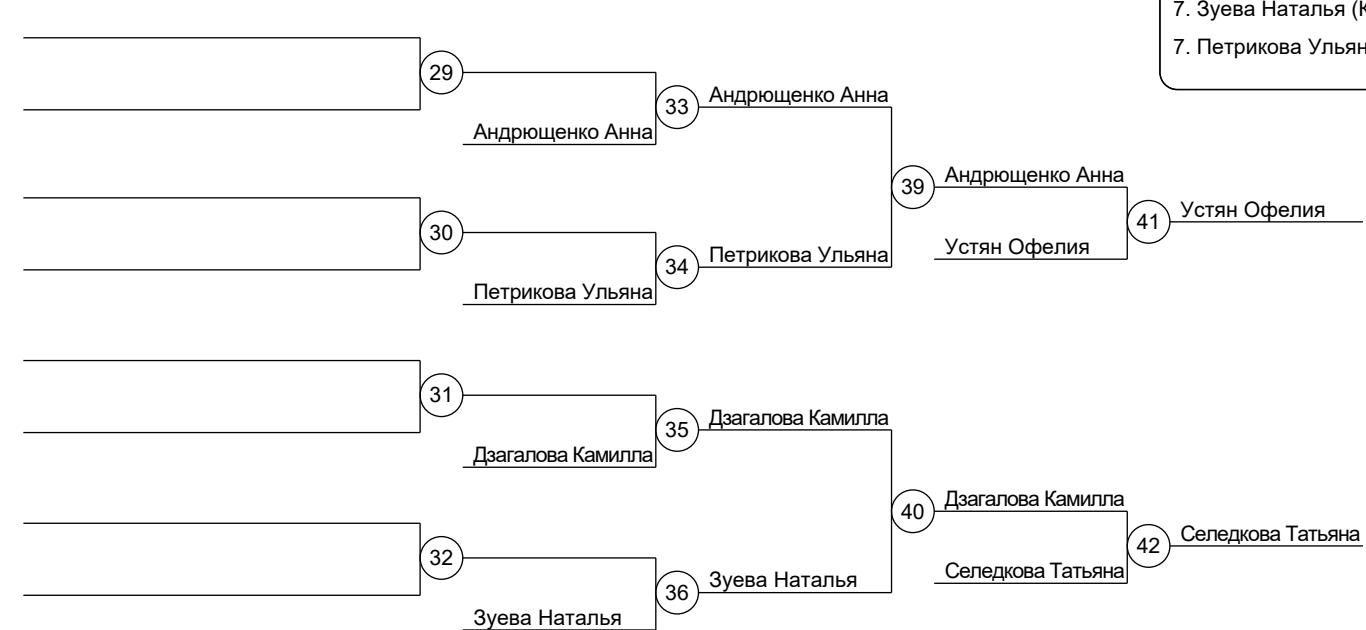 7. Зуева Наталья (К
7. Петрикова Ульян
29
33
Андрющенко Анна
Андрющенко Анна
39
Андрющенко Анна
41
Устян Офелия
30
34
Петрикова Ульяна
Устян Офелия
Петрикова Ульяна
31
35
Дзагалова Камилла
Дзагалова Камилла
40
Дзагалова Камилла
42
Селедкова Татьяна
32
36
Зуева Наталья
Селедкова Татьяна
Зуева Наталья